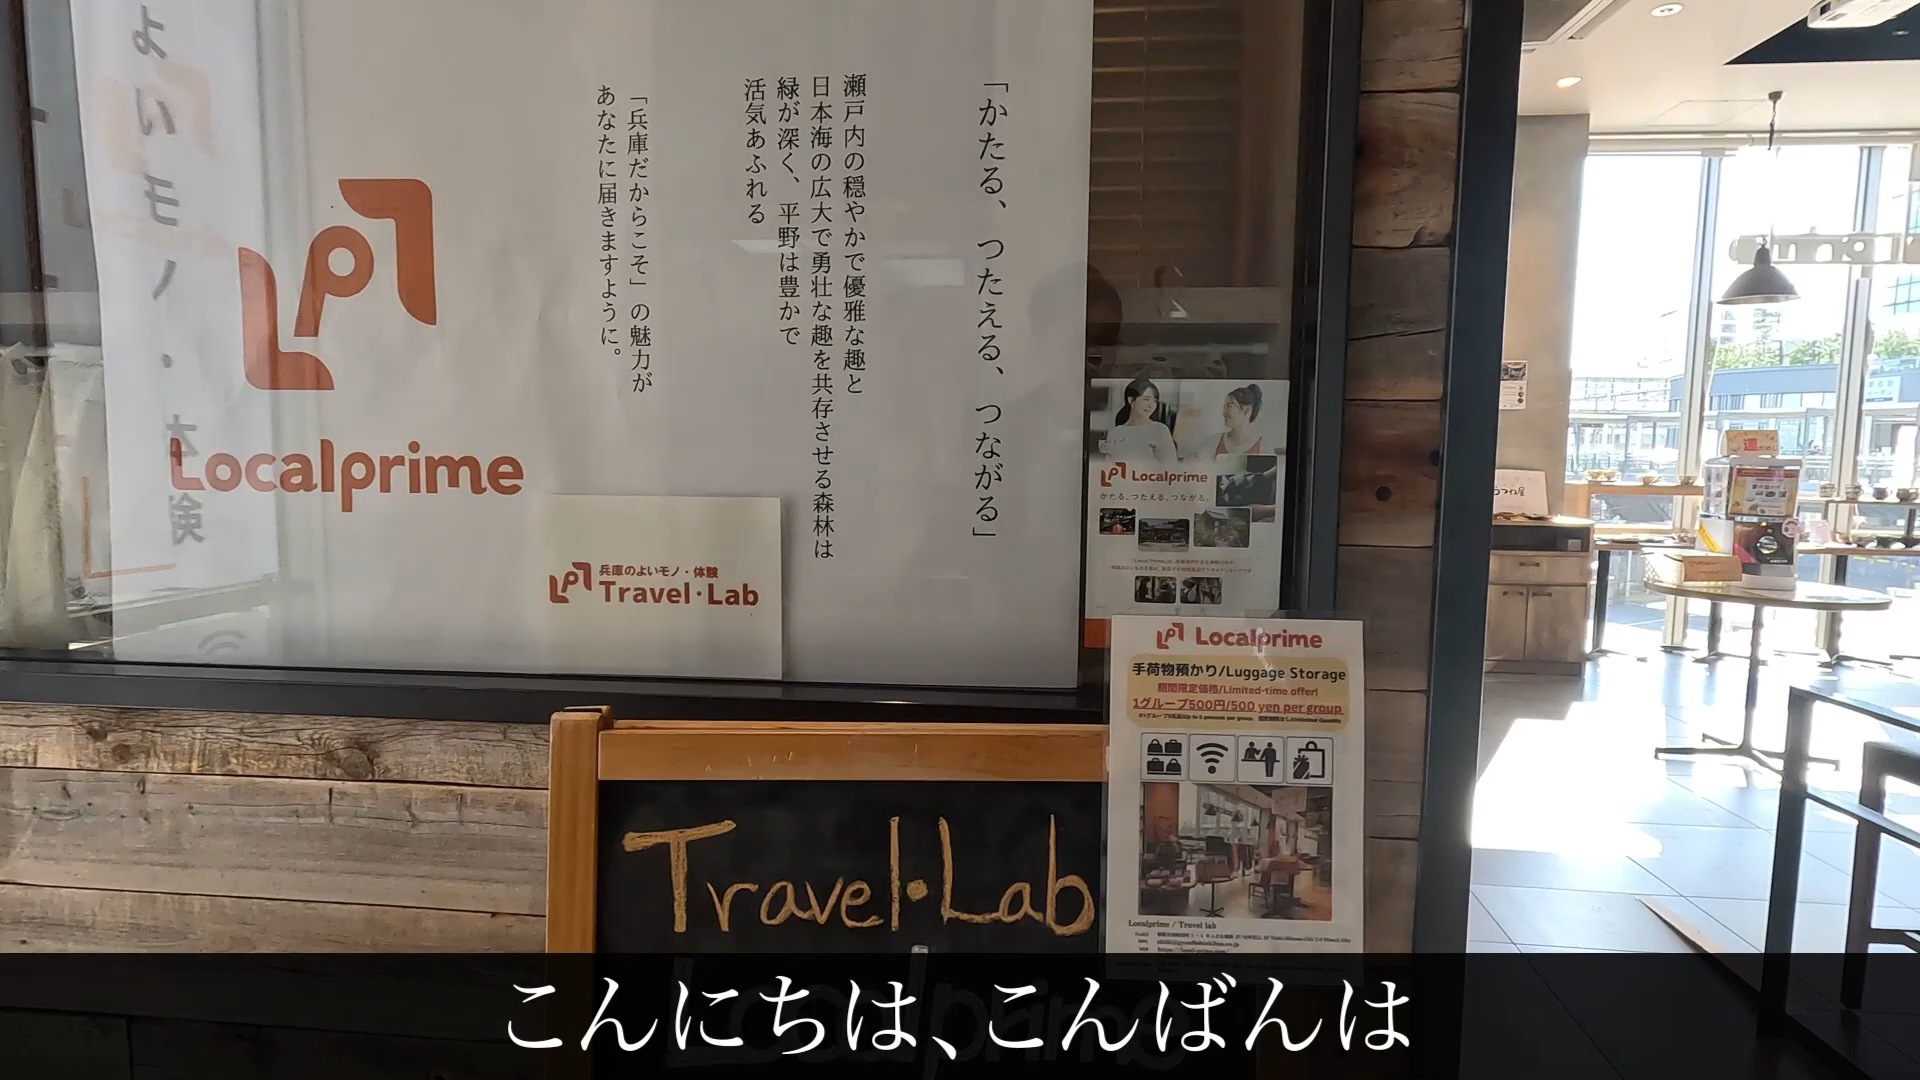 よいモノ・体験
「かたる、つたえる、つながる」
瀬戸内の穏やかで優雅な趣と
日本海の広大で勇壮な趣を共存させる森林は
緑が深く、平野は豊かで
活気あふれる
「兵庫だからこそ」の魅力が
あなたに届きますように。
Localprime
兵庫のよいモノ・体験
Travel・Lab
Localprime
かたる、つたえる、つながる。
Localprime
手荷物預かり/Luggage Storage
期間限定価格/Limited-time offer!
1グループ500円/500 yen per group
Localprime / Travel lab
Travel・Lab
こんにちは、こんばんは